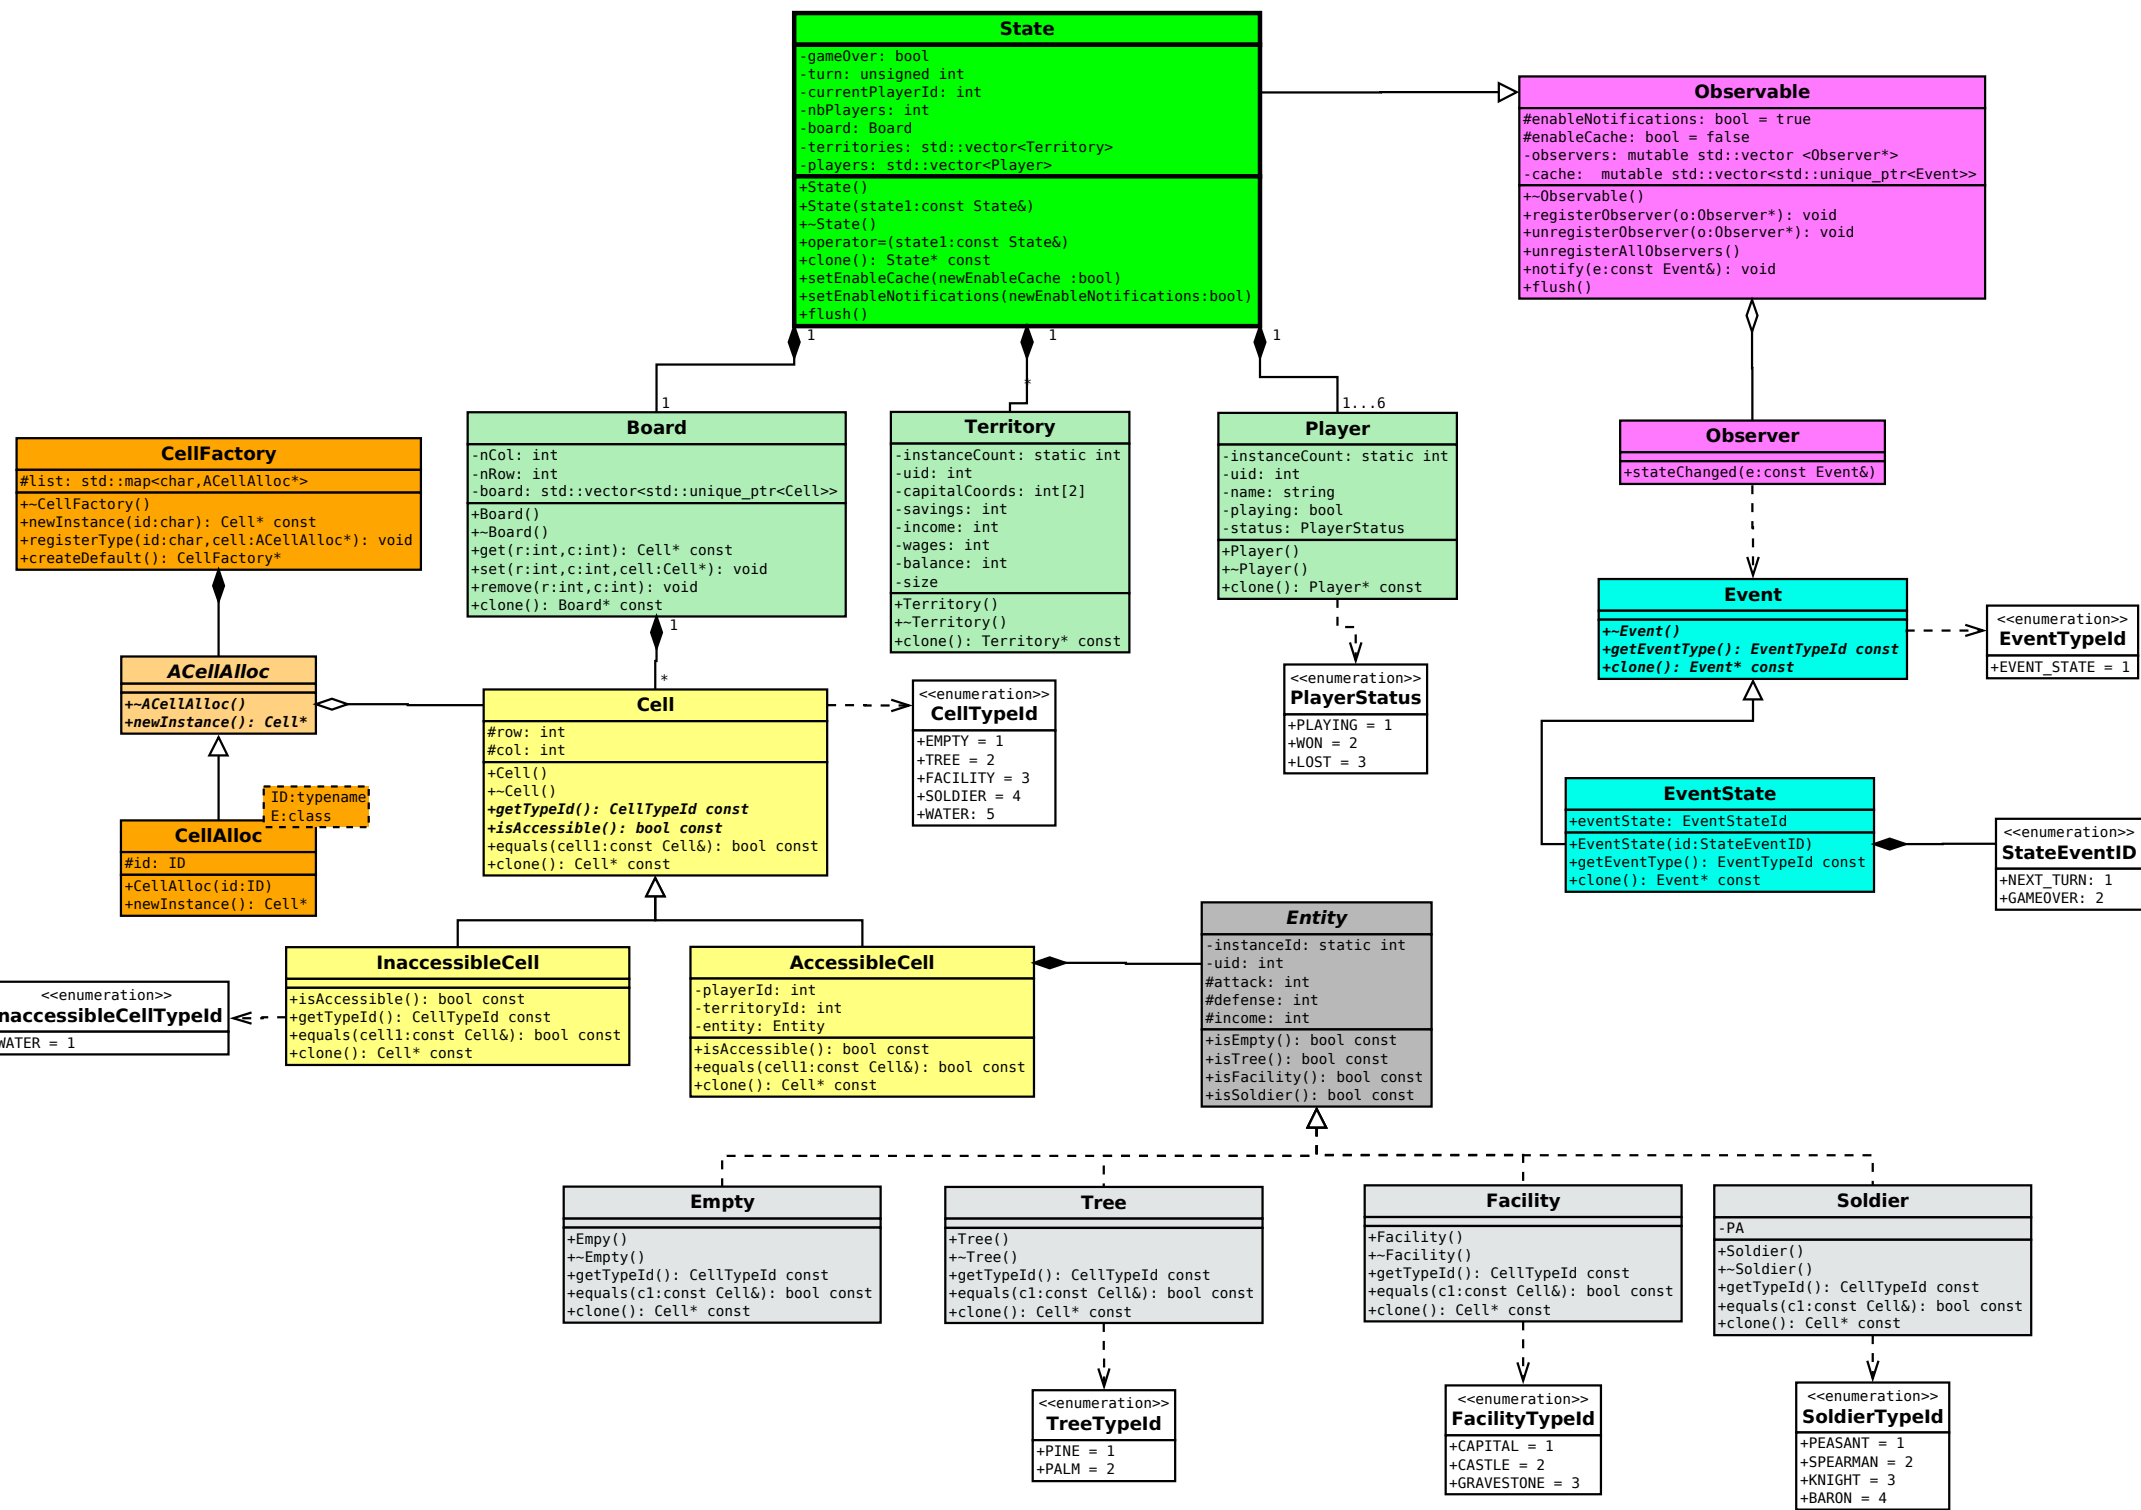 State
-gameOver: bool
-turn: unsigned int
-currentPlayerId: int
-nbPlayers: int
-board: Board
-territories: std::vector<Territory>
-players: std::vector<Player>
+State()
+State(state1:const State&)
+~State()
+operator=(state1:const State&)
+clone(): State* const
+setEnableCache(newEnableCache :bool)
+setEnableNotifications(newEnableNotifications:bool)
+flush()
Observable
#enableNotifications: bool = true
#enableCache: bool = false
-observers: mutable std::vector <Observer*>
-cache:  mutable std::vector<std::unique_ptr<Event>>
+~Observable()
+registerObserver(o:Observer*): void
+unregisterObserver(o:Observer*): void
+unregisterAllObservers()
+notify(e:const Event&): void
+flush()
1
1
1
1
*
1...6
CellFactory
#list: std::map<char,ACellAlloc*>
+~CellFactory()
+newInstance(id:char): Cell* const
+registerType(id:char,cell:ACellAlloc*): void
+createDefault(): CellFactory*
Board
-nCol: int
-nRow: int
-board: std::vector<std::unique_ptr<Cell>>
+Board()
+~Board()
+get(r:int,c:int): Cell* const
+set(r:int,c:int,cell:Cell*): void
+remove(r:int,c:int): void
+clone(): Board* const
Territory
-instanceCount: static int
-uid: int
-capitalCoords: int[2]
-savings: int
-income: int
-wages: int
-balance: int
-size
+Territory()
+~Territory()
+clone(): Territory* const
Player
-instanceCount: static int
-uid: int
-name: string
-playing: bool
-status: PlayerStatus
+Player()
+~Player()
+clone(): Player* const
Observer
+stateChanged(e:const Event&)
Event
+~Event()
+getEventType(): EventTypeId const
+clone(): Event* const
<<enumeration>>
EventTypeId
+EVENT_STATE = 1
1
*
ACellAlloc
+~ACellAlloc()
+newInstance(): Cell*
Cell
#row: int
#col: int
+Cell()
+~Cell()
+getTypeId(): CellTypeId const
+isAccessible(): bool const
+equals(cell1:const Cell&): bool const
+clone(): Cell* const
<<enumeration>>
CellTypeId
+EMPTY = 1
+TREE = 2
+FACILITY = 3
+SOLDIER = 4
+WATER: 5
<<enumeration>>
PlayerStatus
+PLAYING = 1
+WON = 2
+LOST = 3
ID:typename
E:class
CellAlloc
#id: ID
+CellAlloc(id:ID)
+newInstance(): Cell*
EventState
+eventState: EventStateId
+EventState(id:StateEventID)
+getEventType(): EventTypeId const
+clone(): Event* const
<<enumeration>>
StateEventID
+NEXT_TURN: 1
+GAMEOVER: 2
<<enumeration>>
naccessibleCellTypeId
WATER = 1
InaccessibleCell
+isAccessible(): bool const
+getTypeId(): CellTypeId const
+equals(cell1:const Cell&): bool const
+clone(): Cell* const
AccessibleCell
-playerId: int
-territoryId: int
-entity: Entity
+isAccessible(): bool const
+equals(cell1:const Cell&): bool const
+clone(): Cell* const
Entity
-instanceId: static int
-uid: int
#attack: int
#defense: int
#income: int
+isEmpty(): bool const
+isTree(): bool const
+isFacility(): bool const
+isSoldier(): bool const
Empty
+Empy()
+~Empty()
+getTypeId(): CellTypeId const
+equals(c1:const Cell&): bool const
+clone(): Cell* const
Tree
+Tree()
+~Tree()
+getTypeId(): CellTypeId const
+equals(c1:const Cell&): bool const
+clone(): Cell* const
Facility
+Facility()
+~Facility()
+getTypeId(): CellTypeId const
+equals(c1:const Cell&): bool const
+clone(): Cell* const
Soldier
-PA
+Soldier()
+~Soldier()
+getTypeId(): CellTypeId const
+equals(c1:const Cell&): bool const
+clone(): Cell* const
<<enumeration>>
TreeTypeId
+PINE = 1
+PALM = 2
<<enumeration>>
FacilityTypeId
+CAPITAL = 1
+CASTLE = 2
+GRAVESTONE = 3
<<enumeration>>
SoldierTypeId
+PEASANT = 1
+SPEARMAN = 2
+KNIGHT = 3
+BARON = 4